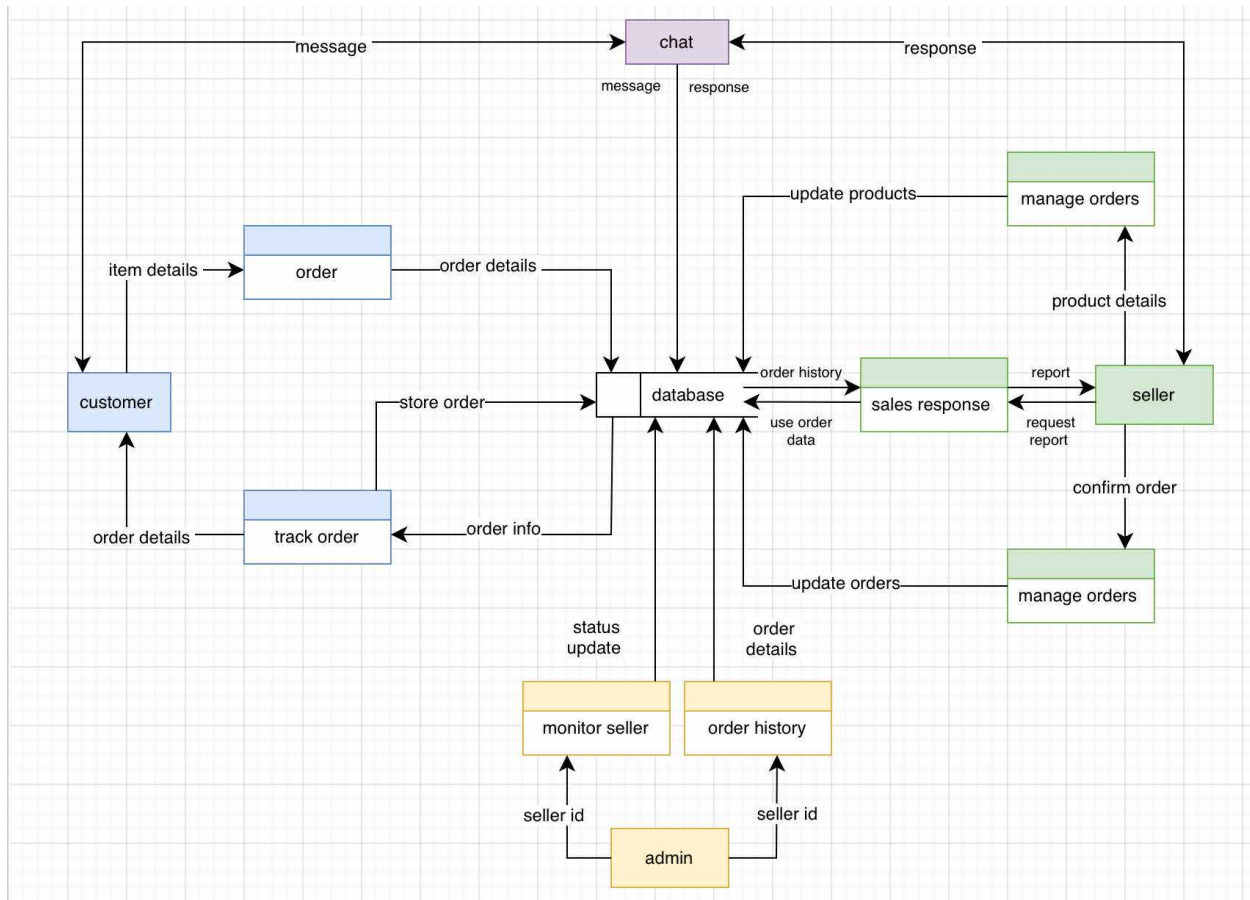 chat
message
response
message
response
manage orders
update products
item details
order
order details
product details
customer
store order
database
order history
use order
data
sales response
report
request
report
seller
confirm order
order details
track order
order info
update orders
manage orders
status
update
order
details
monitor seller
order history
seller id
seller id
admin